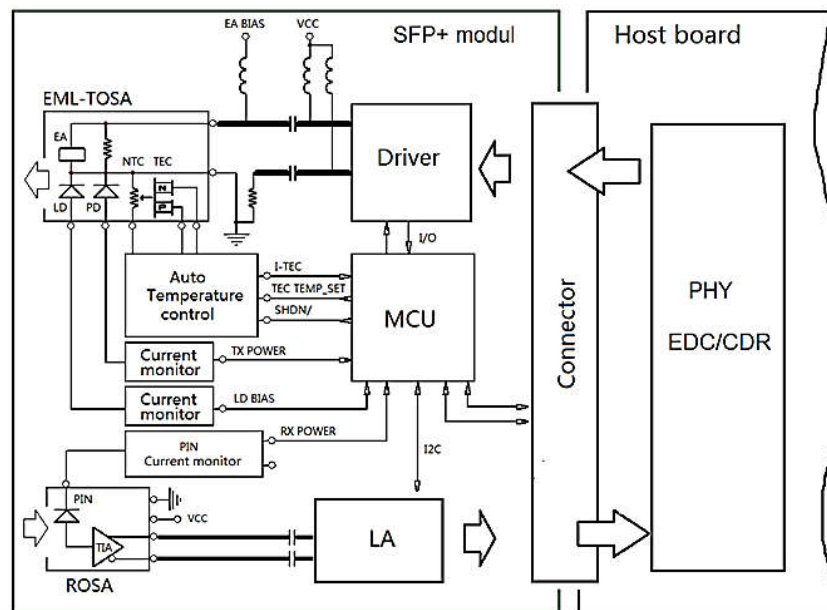 EA BIAS
VCC
SFP+ modul
Host board
EML-TOSA
EA
NTC
TEC
N
P
LD
PD
Driver
I/O
Auto
Temperature
control
I-TEC
TEC TEMP_SET
SHDN/
MCU
Connector
PHY
EDC/CDR
Current
monitor
TX POWER
Current
monitor
LD BIAS
PIN
Current monitor
RX POWER
I2C
PIN
VCC
TIA
LA
ROSA